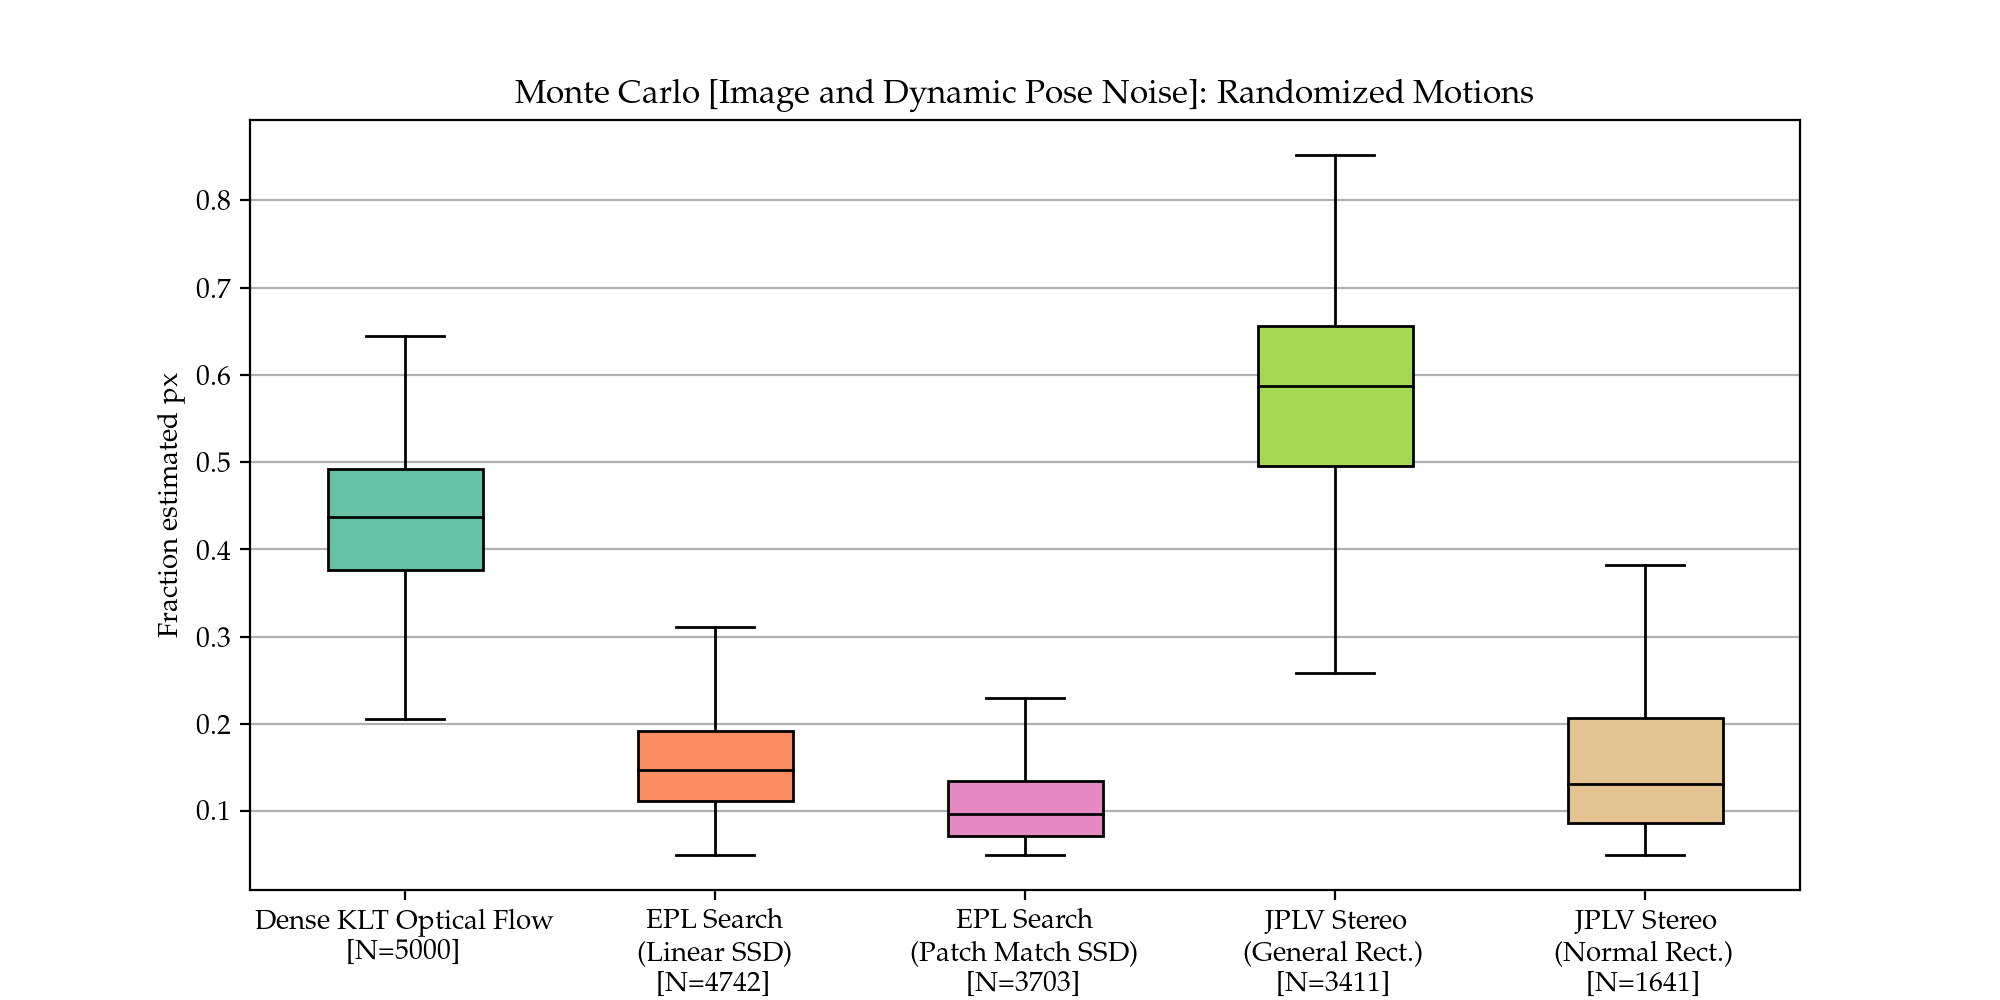 Monte Carlo [Image and Dynamic Pose Noise]: Randomized Motions
Fraction estimated px
0.8
0.7
0.6
0.5
0.4
0.3
0.2
0.1
Dense KLT Optical Flow
[N=5000]
EPL Search
(Linear SSD)
[N=4742]
EPL Search
(Patch Match SSD)
[N=3703]
JPLV Stereo
(General Rect.)
[N=3411]
JPLV Stereo
(Normal Rect.)
[N=1641]